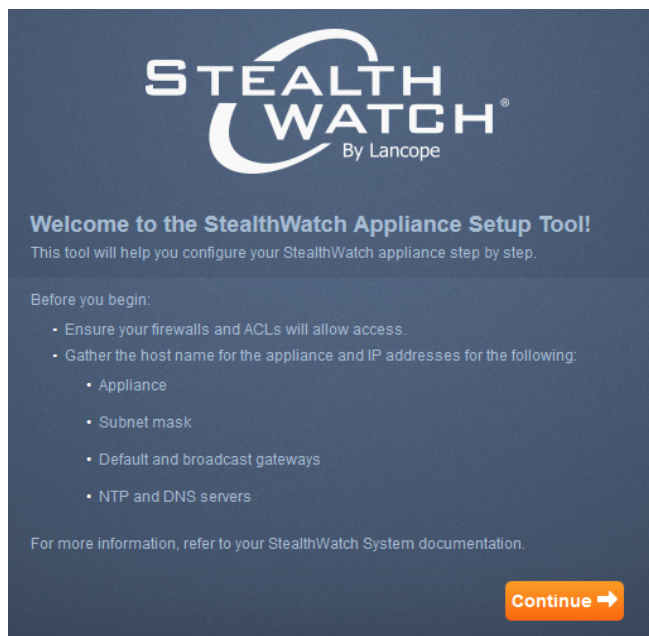 STEALTH
WATCH®
By Lancope
Welcome to the StealthWatch Appliance Setup Tool!
This tool will help you configure your StealthWatch appliance step by step.
Before you begin:
• Ensure your firewalls and ACLs will allow access.
• Gather the host name for the appliance and IP addresses for the following:
• Appliance
• Subnet mask
• Default and broadcast gateways
• NTP and DNS servers
For more information, refer to your StealthWatch System documentation.
Continue